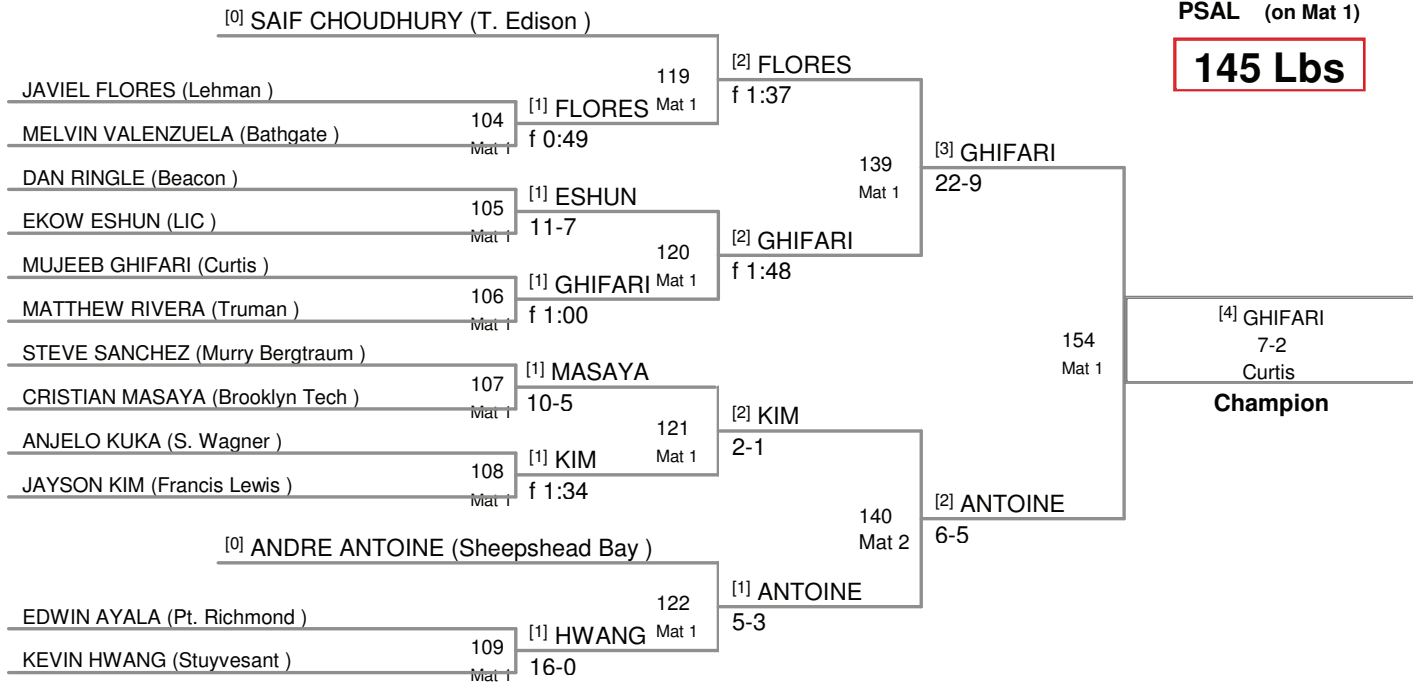 PSAL (on Mat 1)
145 Lbs
[0] SAIF CHOUDHURY (T. Edison )
JAVIEL FLORES (Lehman )
MELVIN VALENZUELA (Bathgate )
DAN RINGLE (Beacon )
EKOW ESHUN (LIC )
MUJEEB GHIFARI (Curtis )
MATTHEW RIVERA (Truman )
STEVE SANCHEZ (Murry Bergtraum )
CRISTIAN MASAYA (Brooklyn Tech )
ANJELO KUKA (S. Wagner )
JAYSON KIM (Francis Lewis )
[0] ANDRE ANTOINE (Sheepshead Bay )
EDWIN AYALA (Pt. Richmond )
KEVIN HWANG (Stuyvesant )
104
Mat 1
[1] FLORES
f 0:49
105
Mat 1
[1] ESHUN
11-7
106
Mat 1
[1] GHIFARI
f 1:00
107
Mat 1
[1] MASAYA
10-5
108
Mat 1
[1] KIM
f 1:34
109
Mat 1
[1] HWANG
16-0
119
Mat 1
[2] FLORES
f 1:37
120
Mat 1
[2] GHIFARI
f 1:48
121
Mat 1
[2] KIM
2-1
122
Mat 1
[1] ANTOINE
5-3
139
Mat 1
[3] GHIFARI
22-9
140
Mat 2
[2] ANTOINE
6-5
154
Mat 1
[4] GHIFARI
7-2
Curtis
Champion